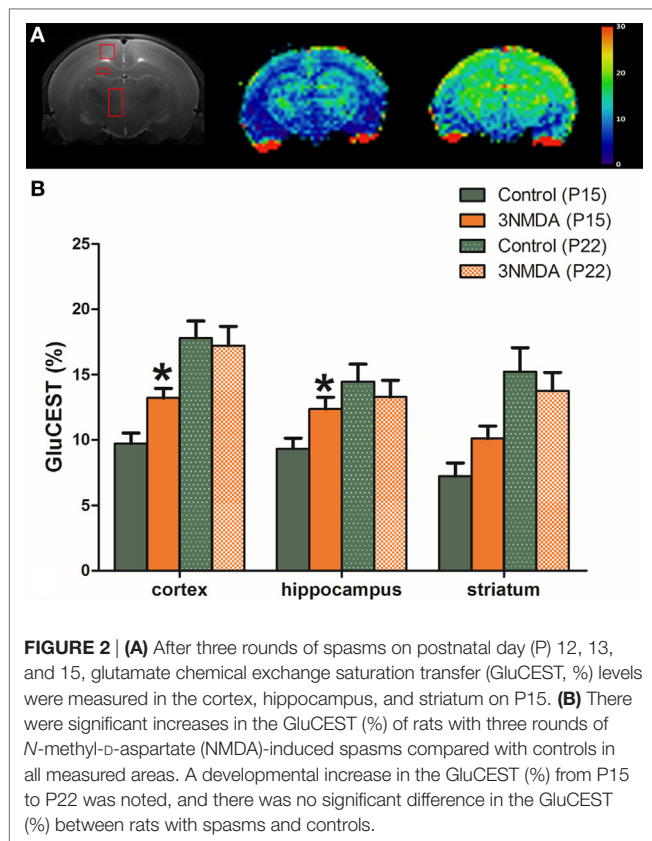 A
30
20
10
0
B
Control (P15)
3NMDA (P15)
Control (P22)
3NMDA (P22)
25
20
15
10
5
0
GluCEST (%)
* *
cortex hippocampus striatum
FIGURE 2 | (A) After three rounds of spasms on postnatal day (P) 12, 13,
and 15, glutamate chemical exchange saturation transfer (GluCEST, %) levels
were measured in the cortex, hippocampus, and striatum on P15. (B) There
were significant increases in the GluCEST (%) of rats with three rounds of
N-methyl-D-aspartate (NMDA)-induced spasms compared with controls in
all measured areas. A developmental increase in the GluCEST (%) from P15
to P22 was noted, and there was no significant difference in the GluCEST
(%) between rats with spasms and controls.